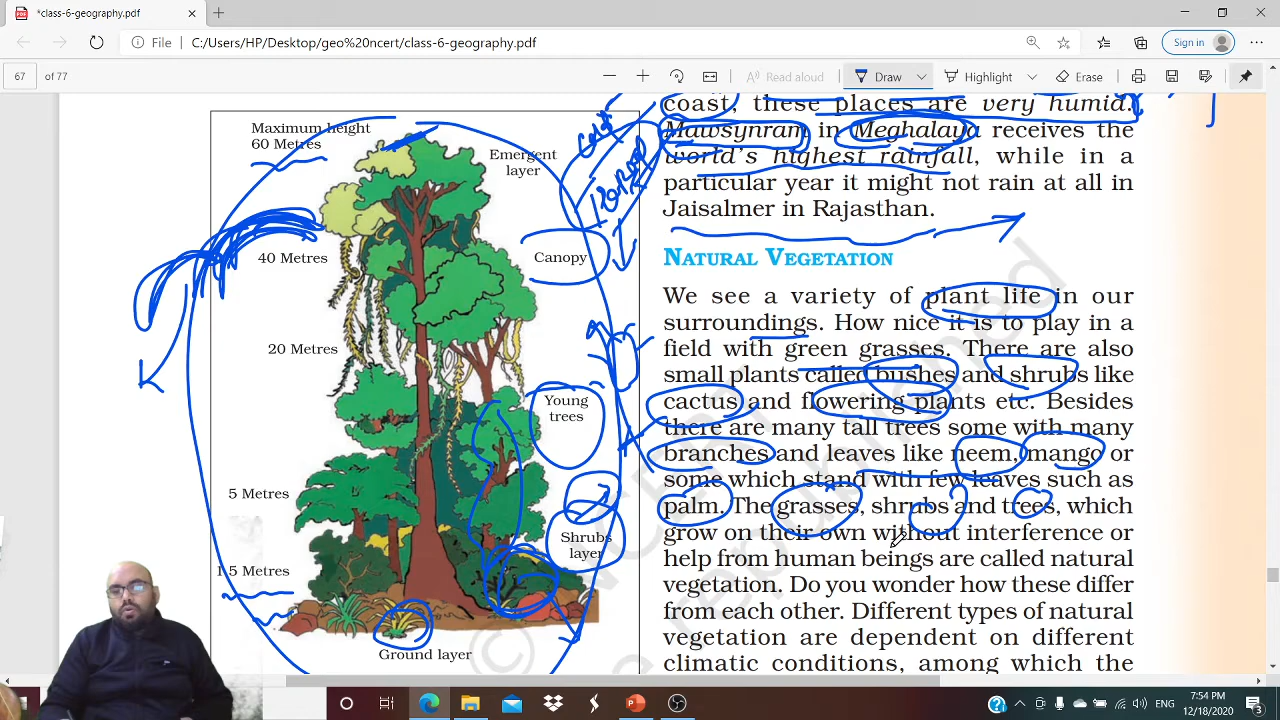 *class-6-geography.pdf
File | C:/Users/HP/Desktop/geo%20ncert/class-6-geography.pdf
Sign in
67 of 77
Read aloud
Draw
Highlight
Erase
Maximum height
60 Metres
Emergent
layer
40 Metres
Canopy
20 Metres
Young
trees
5 Metres
Shrubs
layer
1.5 Metres
Ground layer
K
coast, these places are very humid.
Mawsynram in Meghalaya receives the
world's highest rainfall, while in a
particular year it might not rain at all in
Jaisalmer in Rajasthan.
NATURAL VEGETATION
We see a variety of plant life in our
surroundings. How nice it is to play in a
field with green grasses. There are also
small plants called bushes and shrubs like
cactus and flowering plants etc. Besides
there are many tall trees some with many
branches and leaves like neem, mango or
some which stand with few leaves such as
palm. The grasses, shrubs and trees, which
grow on their own without interference or
help from human beings are called natural
vegetation. Do you wonder how these differ
from each other. Different types of natural
vegetation are dependent on different
climatic conditions, among which the
ENG
7:54 PM
12/18/2020
3